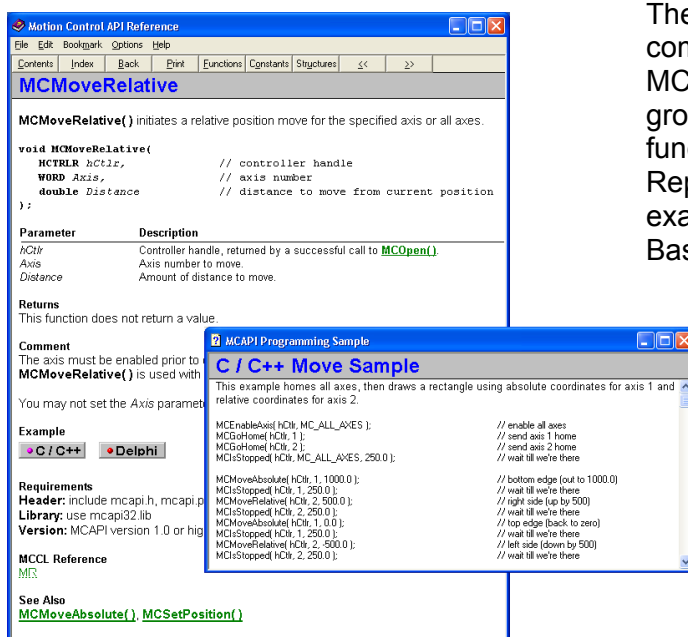 Motion Control API Reference
File Edit Bookmark Options Help
Contents Index Back Print Functions Constants Structures << >>
MCMoveRelative
MCMoveRelative( ) initiates a relative position move for the specified axis or all axes.
void MCMoveRelative(
HCTRLR hCtlr, // controller handle
WORD Axis, // axis number
double Distance // distance to move from current position
);
Parameter Description
hCtlr Controller handle, returned by a successful call to MCOpen( ).
Axis Axis number to move.
Distance Amount of distance to move.
Returns
This function does not return a value.
Comment
The axis must be enabled prior to
MCMoveRelative( ) is used with
You may not set the Axis paramet
Example
C / C++ Delphi
Requirements
Header: include mcapi.h, mcapi.p
Library: use mcapi32.lib
Version: MCAPI version 1.0 or hig
MCCL Reference
MR
See Also
MCMoveAbsolute( ), MCSetPosition( )
MCAPI Programming Sample
C / C++ Move Sample
This example homes all axes, then draws a rectangle using absolute coordinates for axis 1 and
relative coordinates for axis 2.
MCEnableAxis( hCtlr, MC_ALL_AXES ); // enable all axes
MCGoHome( hCtlr, 1 ); // send axis 1 home
MCGoHome( hCtlr, 2 ); // send axis 2 home
MCIsStopped( hCtlr, MC_ALL_AXES, 250.0 ); // wait till we're there
MCMoveAbsolute( hCtlr, 1, 1000.0 ); // bottom edge (out to 1000.0)
MCIsStopped( hCtlr, 1, 250.0 ); // wait till we're there
MCMoveRelative( hCtlr, 2, 500.0 ); // right side (up by 500)
MCIsStopped( hCtlr, 2, 250.0 ); // wait till we're there
MCMoveAbsolute( hCtlr, 1, 0.0 ); // top edge (back to zero)
MCIsStopped( hCtlr, 1, 250.0 ); // wait till we're there
MCMoveRelative( hCtlr, 2, -500.0 ); // left side (down by 500)
MCIsStopped( hCtlr, 2, 250.0 ); // wait till we're there
The
con
MC
gro
fun
Rep
exa
Bas